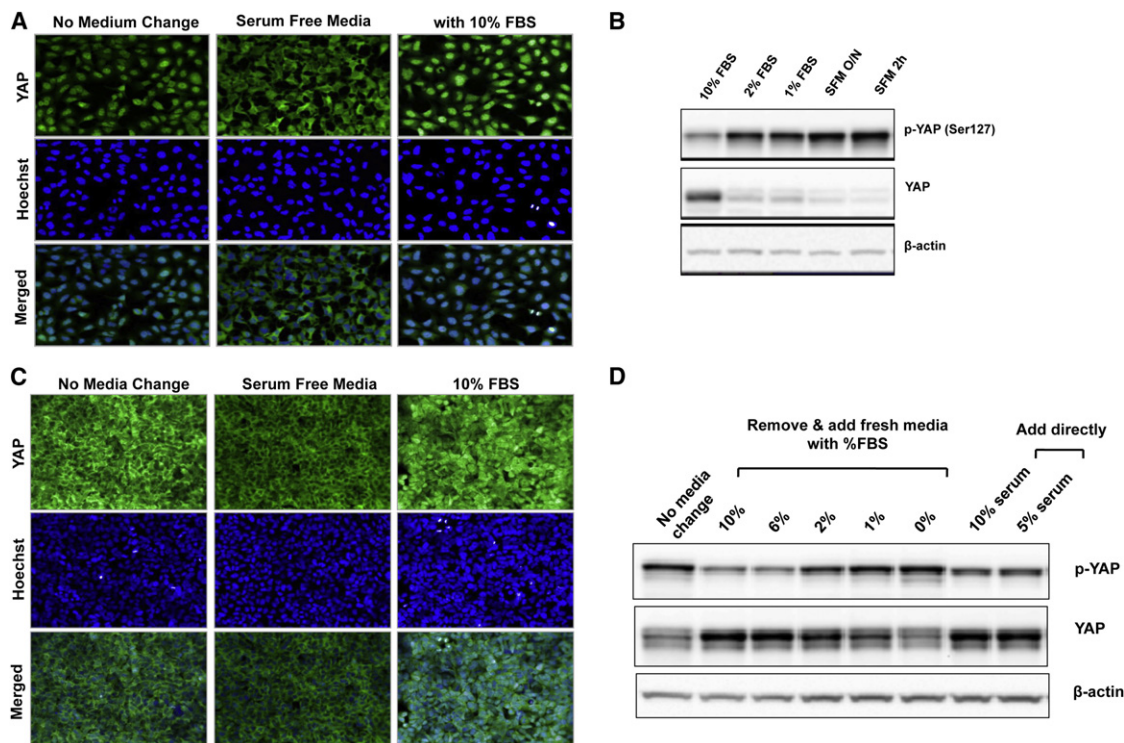 A
No Medium Change
Serum Free Media
with 10% FBS
YAP
Hoechst
Merged
B
10% FBS
2% FBS
1% FBS
SFM O/N
SFM 2h
p-YAP (Ser127)
YAP
β-actin
C
No Media Change
Serum Free Media
10% FBS
YAP
Hoechst
Merged
D
Remove & add fresh media
with %FBS
Add directly
No media
change
10%
6%
2%
1%
0%
10% serum
5% serum
p-YAP
YAP
β-actin